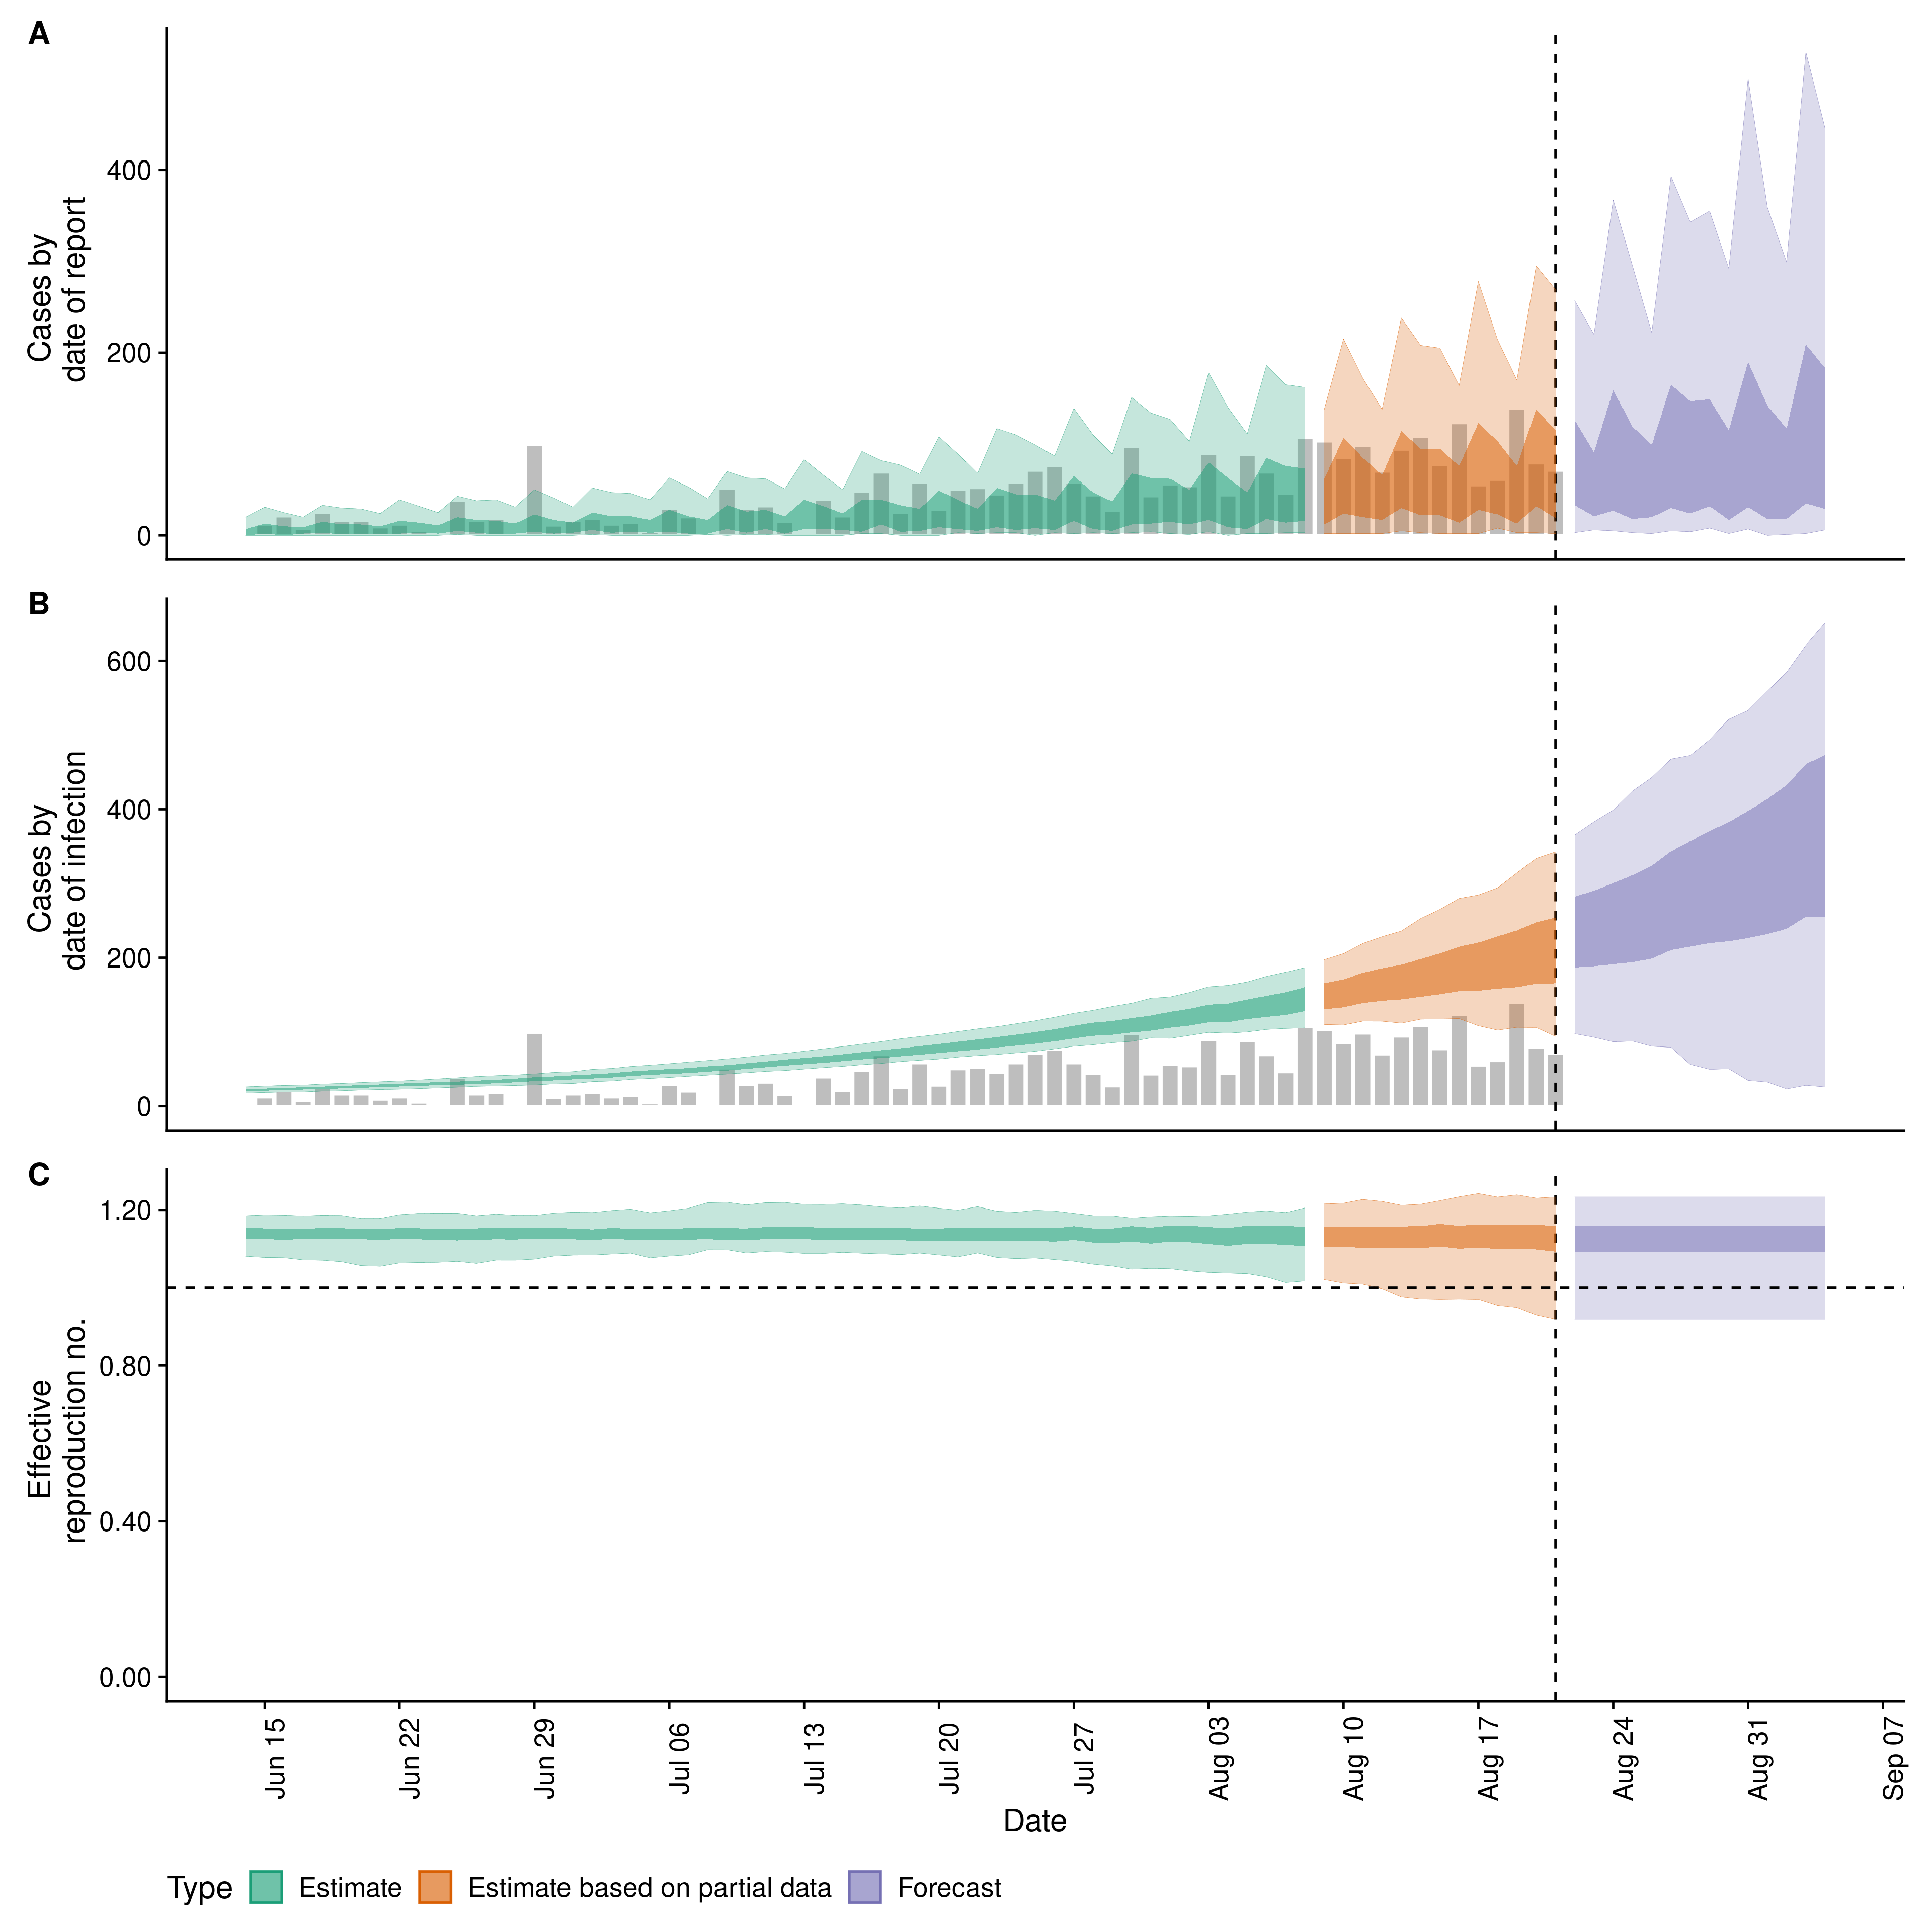 A
Cases by
date of report
400
200
0
B
Cases by
date of infection
600
400
200
0
C
Effective
reproduction no.
1.20
0.80
0.40
0.00
Jun 15
Jun 22
Jun 29
Jul 06
Jul 13
Jul 20
Jul 27
Aug 03
Aug 10
Aug 17
Aug 24
Aug 31
Sep 07
Date
Type Estimate Estimate based on partial data Forecast